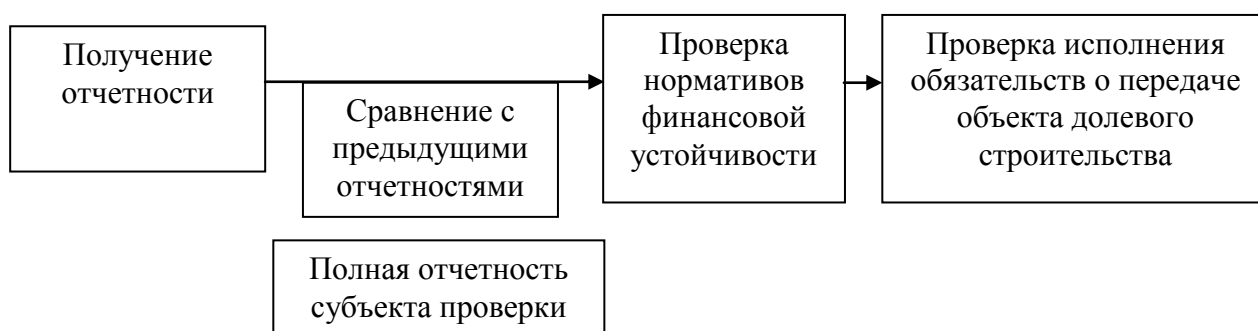 Получение
отчетности
Сравнение с
предыдущими
отчетностями
Полная отчетность
субъекта проверки
Проверка
нормативов
финансовой
устойчивости
Проверка исполнения
обязательств о передаче
объекта долевого
строительства